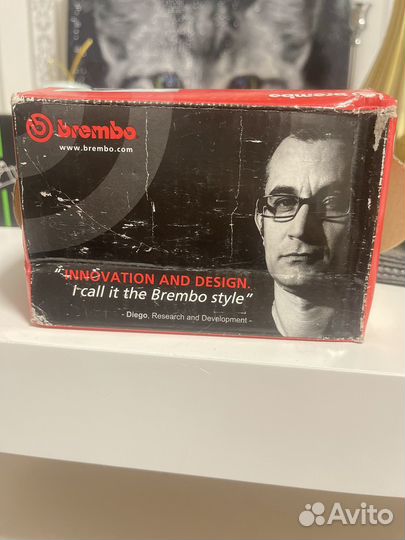 brembo
brembo
www.brembo.com
"INNOVATION AND DESIGN.
I call it the Brembo style"
- Diego, Research and Development -
Avito